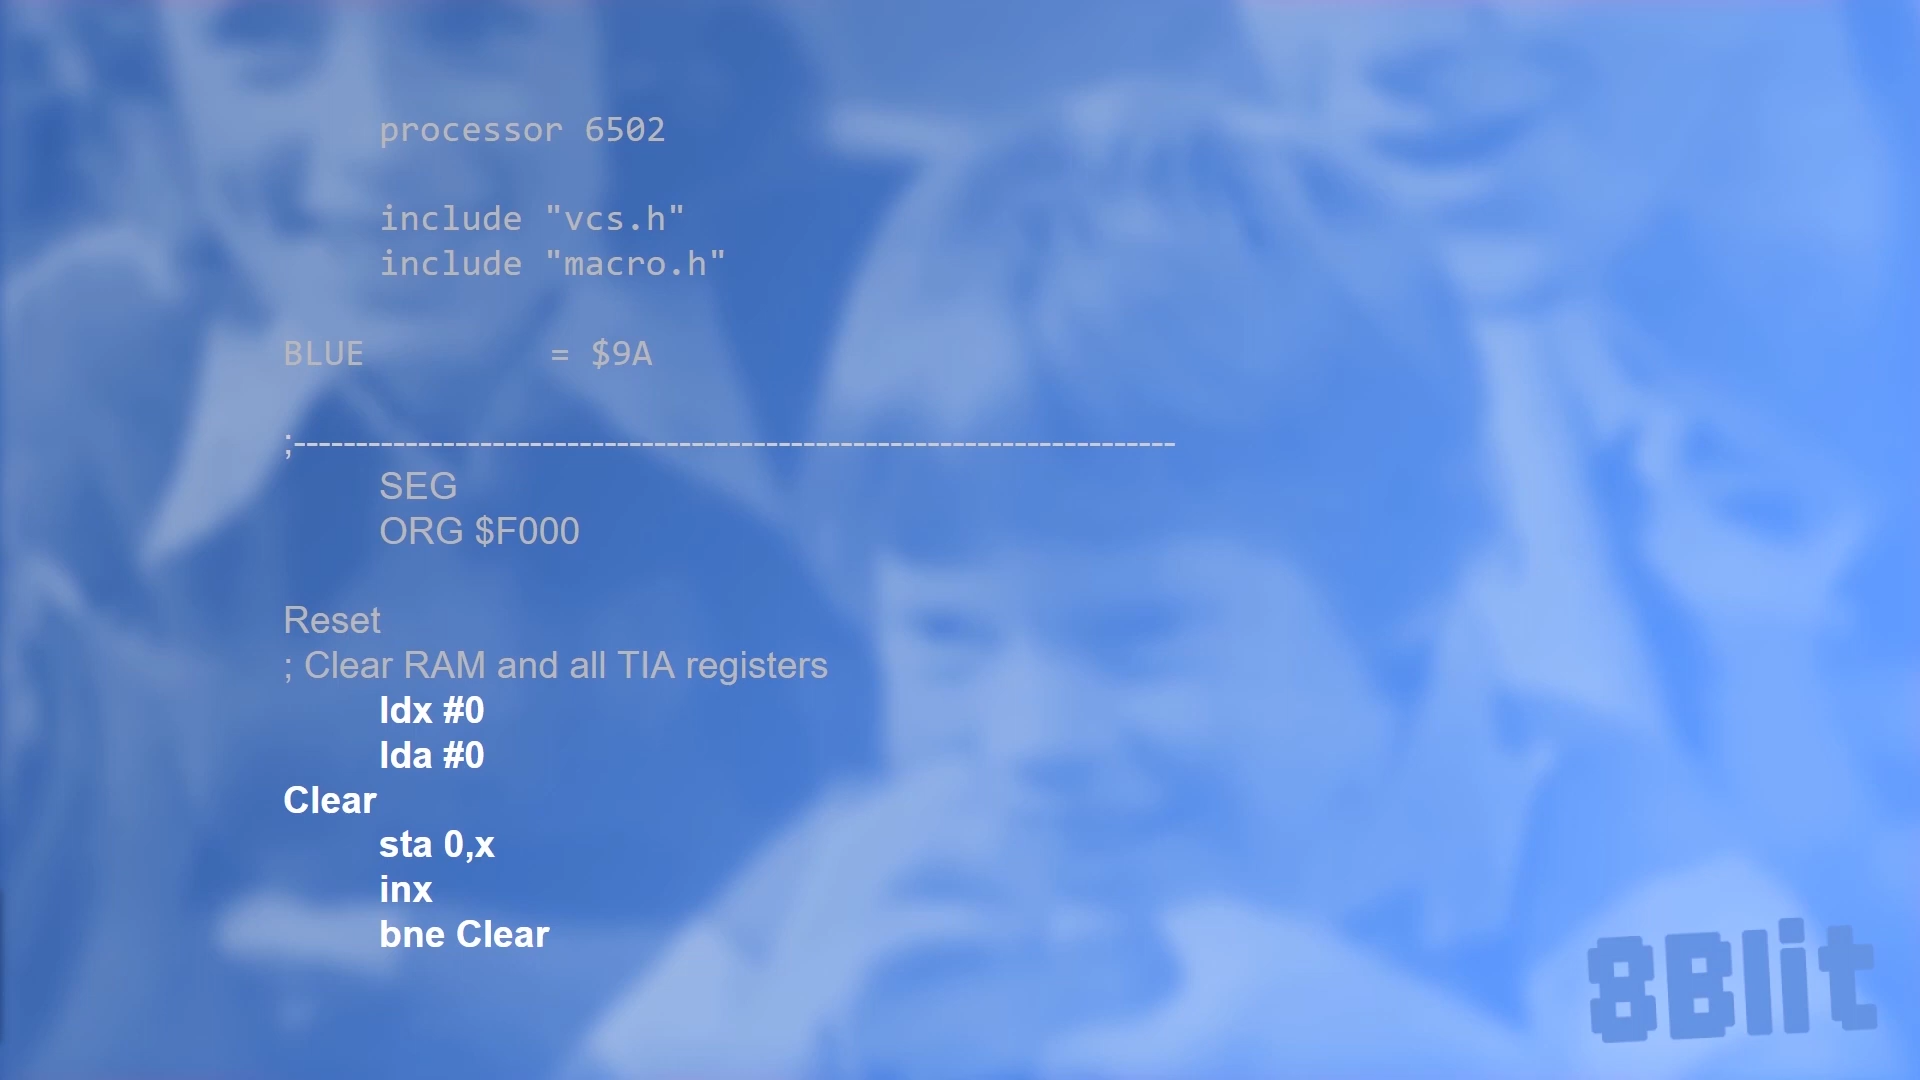 processor 6502
include "vcs.h"
include "macro.h"
BLUE = $9A
;------------------------------------------------------------------------
SEG
ORG $F000
Reset
; Clear RAM and all TIA registers
ldx #0
lda #0
Clear
sta 0,x
inx
bne Clear
8Blit